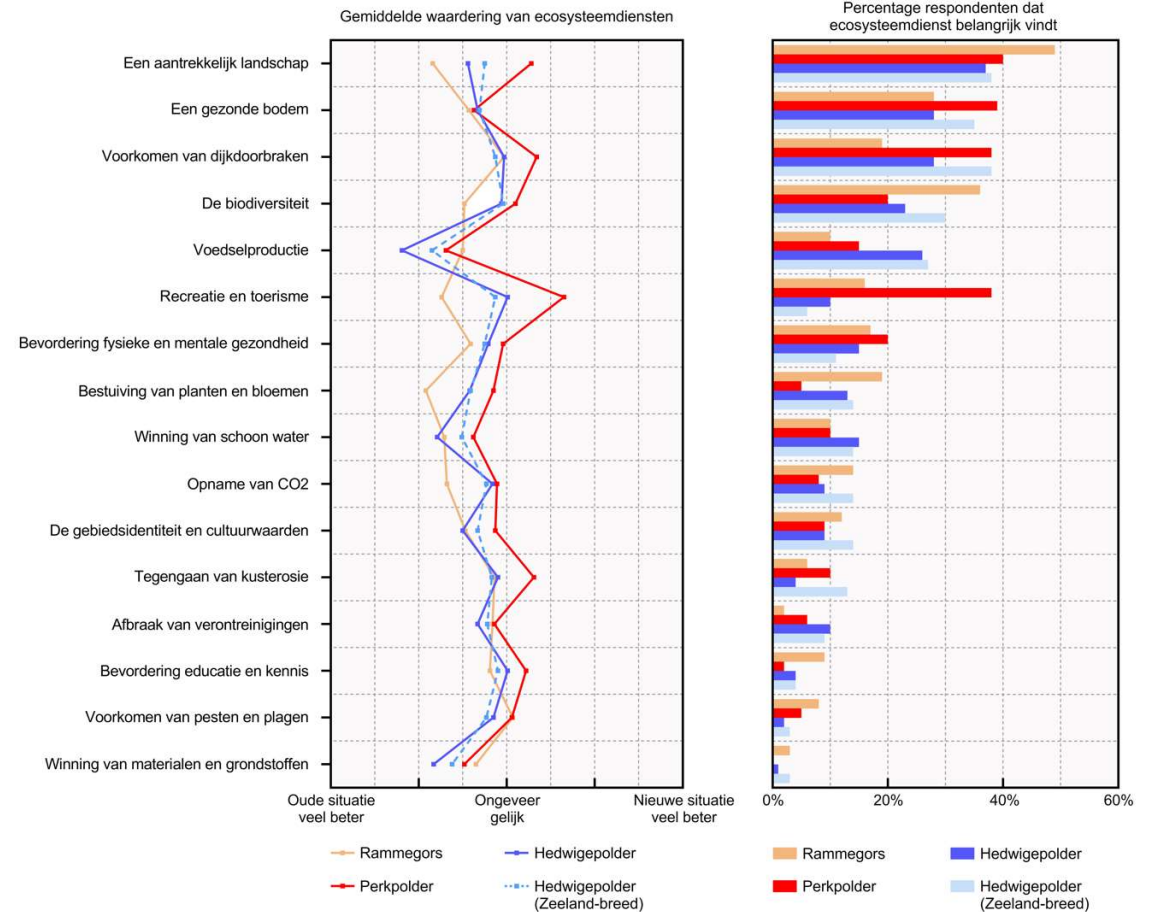 Gemiddelde waardering van ecosysteemdiensten
Percentage respondenten dat
ecosysteemdienst belangrijk vindt
Een aantrekkelijk landschap
Een gezonde bodem
Voorkomen van dijkdoorbraken
De biodiversiteit
Voedselproductie
Recreatie en toerisme
Bevordering fysieke en mentale gezondheid
Bestuiving van planten en bloemen
Winning van schoon water
Opname van CO2
De gebiedsidentiteit en cultuurwaarden
Tegengaan van kusterosie
Afbraak van verontreinigingen
Bevordering educatie en kennis
Voorkomen van pesten en plagen
Winning van materialen en grondstoffen
Oude situatie
veel beter
Ongeveer
gelijk
Nieuwe situatie
veel beter
0% 20% 40% 60%
Rammegors
Hedwigepolder
Perkpolder
Hedwigepolder
(Zeeland-breed)
Rammegors
Hedwigepolder
Perkpolder
Hedwigepolder
(Zeeland-breed)